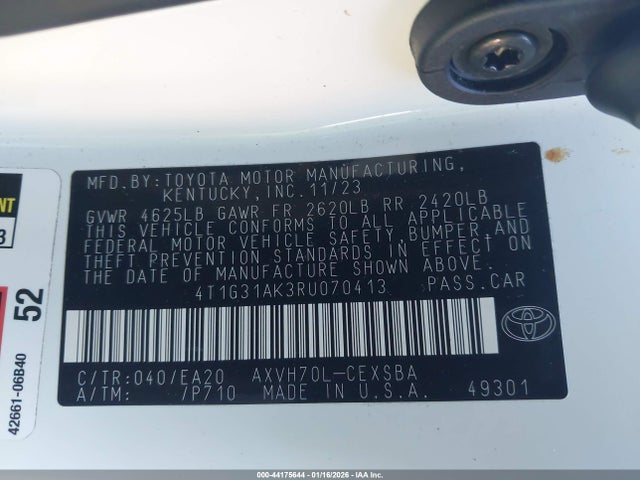 MFD.BY:TOYOTA MOTOR MANUFACTURING,
KENTUCKY,INC.11/23
GVWR 4625LB GAWR FR 2620LB RR 2420LB
THIS VEHICLE CONFORMS TO ALL APPLICABLE
FEDERAL MOTOR VEHICLE SAFETY,BUMPER,AND
THEFT PREVENTION STANDARDS IN EFFECT ON
THE DATE OF MANUFACTURE SHOWN ABOVE.
4T1G31AK3RU070413 PASS.CAR
C/TR:040/EA20 AXVH70L-CEXSBA
A/TM: /P710 MADE IN U.S.A. 49301
52
42661-06B40
000-44175644 | 01/16/2026 - IAA Inc.